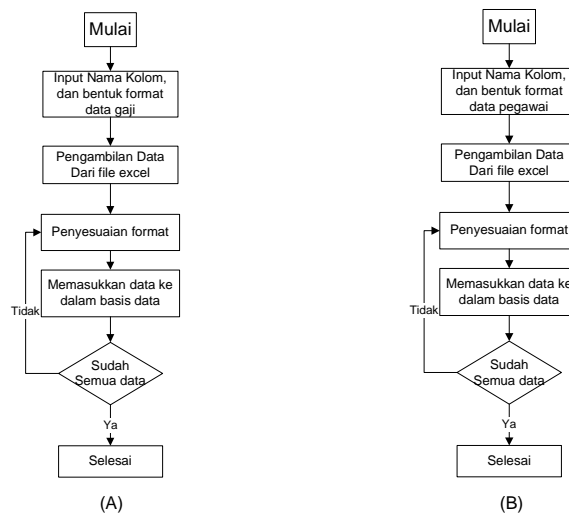 Mulai
Input Nama Kolom,
dan bentuk format
data gaji
Pengambilan Data
Dari file excel
Penyesuaian format
Memasukkan data ke
dalam basis data
Tidak
Sudah
Semua data
Ya
Selesai
(A)
Mulai
Input Nama Kolom,
dan bentuk format
data pegawai
Pengambilan Data
Dari file excel
Penyesuaian format
Memasukkan data ke
dalam basis data
Tidak
Sudah
Semua data
Ya
Selesai
(B)